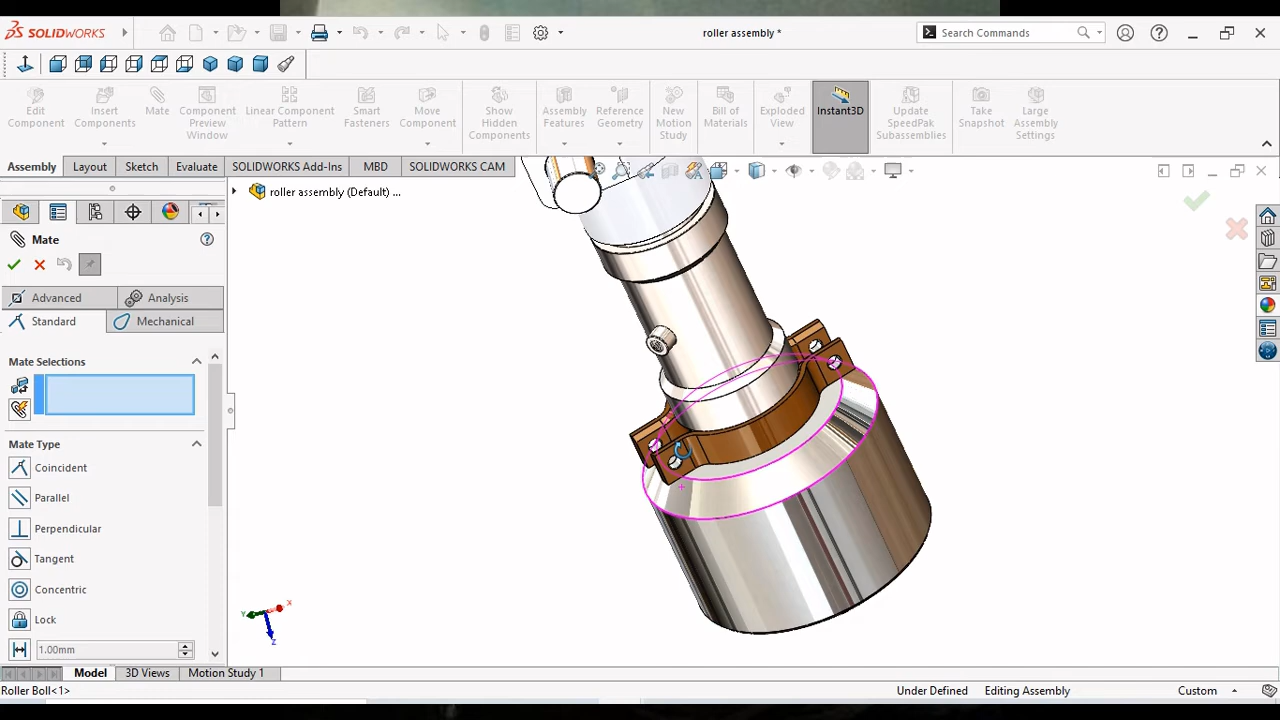 SOLIDWORKS
roller assembly *
Search Commands
Edit Component
Insert Components
Mate
Component Preview Window
Linear Component Pattern
Smart Fasteners
Move Component
Show Hidden Components
Assembly Features
Reference Geometry
New Motion Study
Bill of Materials
Exploded View
Instant3D
Update SpeedPak Subassemblies
Take Snapshot
Large Assembly Settings
Assembly
Layout
Sketch
Evaluate
SOLIDWORKS Add-Ins
MBD
SOLIDWORKS CAM
roller assembly (Default) ...
Mate
Advanced
Analysis
Standard
Mechanical
Mate Selections
Mate Type
Coincident
Parallel
Perpendicular
Tangent
Concentric
Lock
1.00mm
Y
X
Z
Model
3D Views
Motion Study 1
Roller Boll<1>
Under Defined
Editing Assembly
Custom